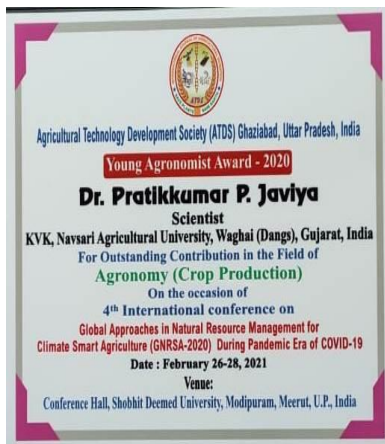 ATDS
Agricultural Technology Development Society (ATDS) Ghaziabad, Uttar Pradesh, India
Young Agronomist Award - 2020
Dr. Pratikkumar P. Javiya
Scientist
KVK, Navsari Agricultural University, Waghai (Dangs), Gujarat, India
For Outstanding Contribution in the Field of
Agronomy (Crop Production)
On the occasion of
4th International conference on
Global Approaches in Natural Resource Management for
Climate Smart Agriculture (GNRSA-2020) During Pandemic Era of COVID-19
Date : February 26-28, 2021
Venue:
Conference Hall, Shobhit Deemed University, Modipuram, Meerut, U.P., India